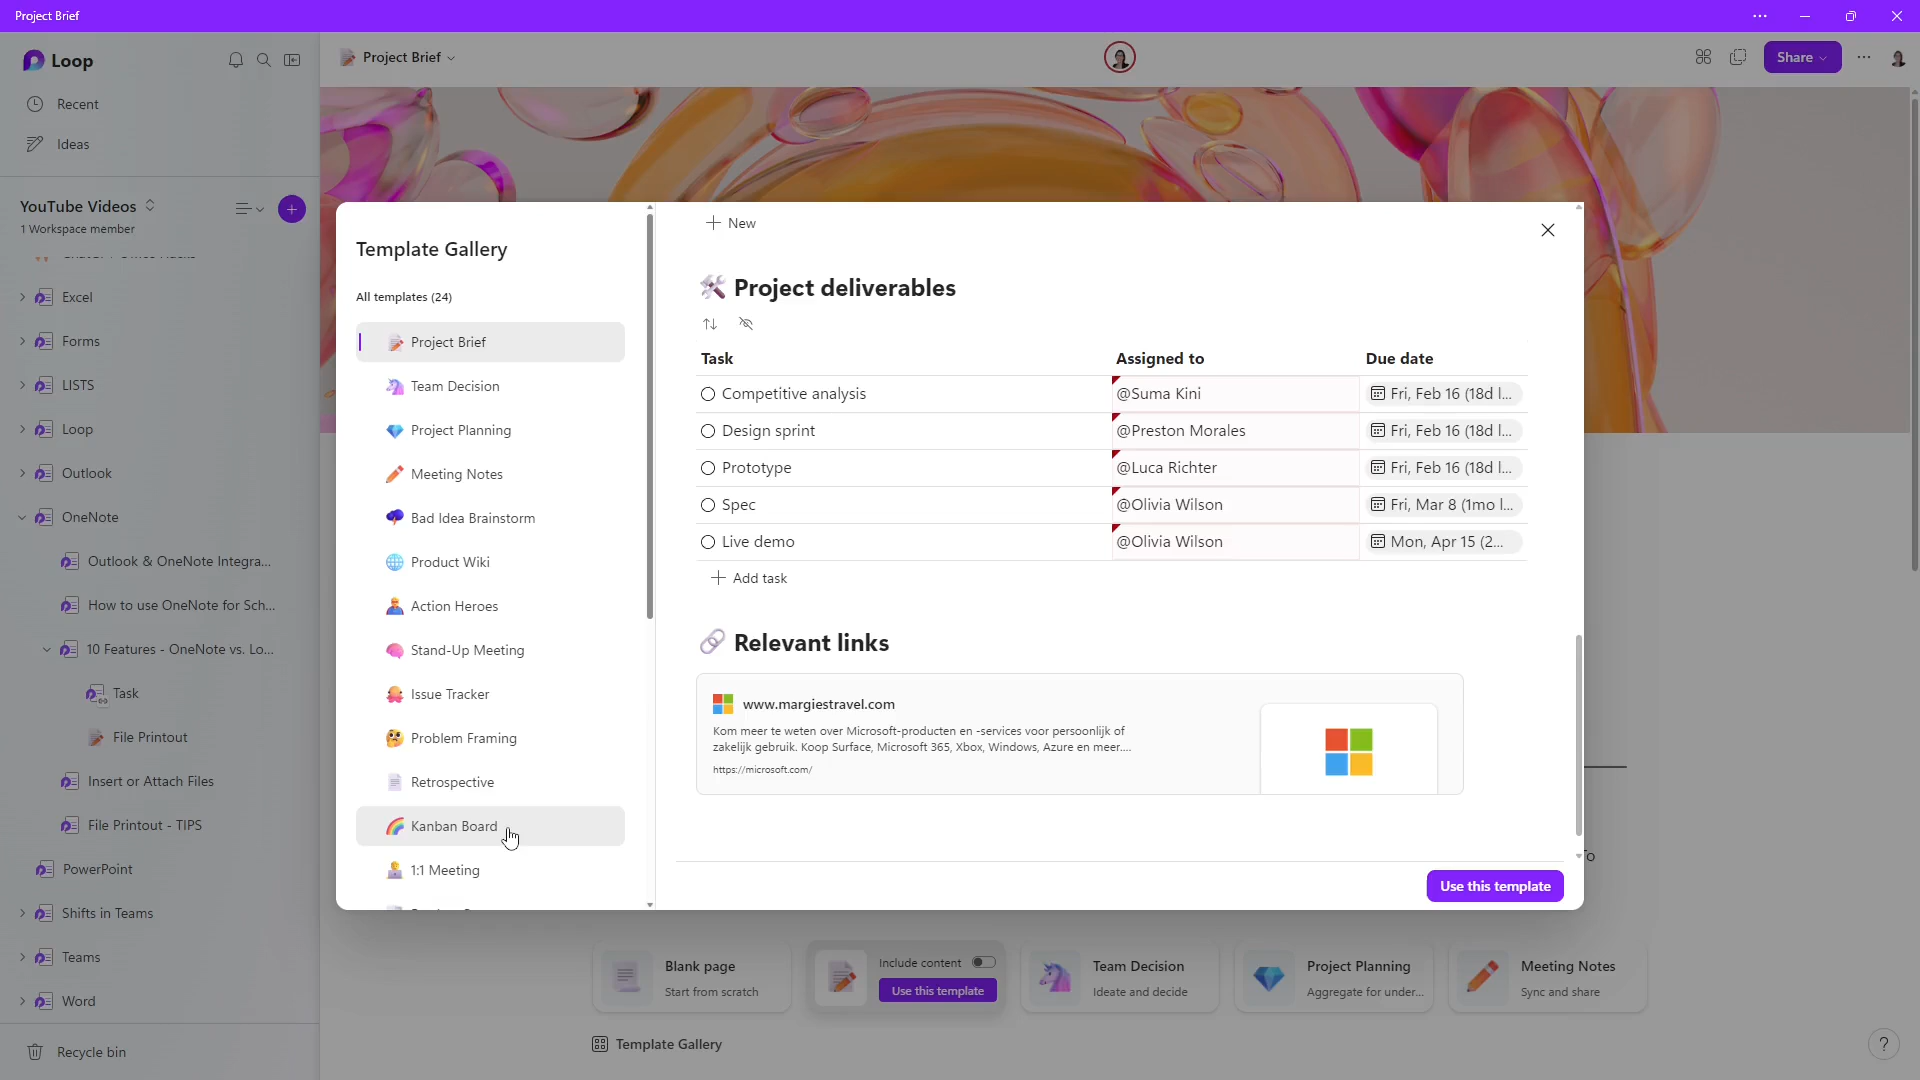 Project Brief
Loop
Recent
Ideas
YouTube Videos
1 Workspace member
Excel
Forms
LISTS
Loop
Outlook
OneNote
Outlook & OneNote Integra...
How to use OneNote for Sch...
10 Features - OneNote vs. Lo...
Task
File Printout
Insert or Attach Files
File Printout - TIPS
PowerPoint
Shifts in Teams
Teams
Word
Recycle bin
Project Brief
Share
Template Gallery
All templates (24)
Project Brief
Team Decision
Project Planning
Meeting Notes
Bad Idea Brainstorm
Product Wiki
Action Heroes
Stand-Up Meeting
Issue Tracker
Problem Framing
Retrospective
Kanban Board
1:1 Meeting
New
Project deliverables
Task Assigned to Due date
Competitive analysis @Suma Kini Fri, Feb 16 (18d l...
Design sprint @Preston Morales Fri, Feb 16 (18d l...
Prototype @Luca Richter Fri, Feb 16 (18d l...
Spec @Olivia Wilson Fri, Mar 8 (1mo l...
Live demo @Olivia Wilson Mon, Apr 15 (2...
Add task
Relevant links
www.margiestravel.com
Kom meer te weten over Microsoft-producten en -services voor persoonlijk of
zakelijk gebruik. Koop Surface, Microsoft 365, Xbox, Windows, Azure en meer....
https://microsoft.com/
Use this template
Blank page
Start from scratch
Include content
Use this template
Team Decision
Ideate and decide
Project Planning
Aggregate for under...
Meeting Notes
Sync and share
Template Gallery
?